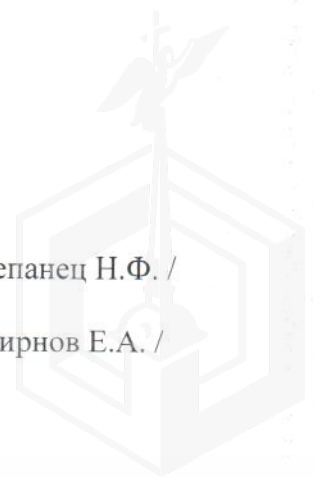 епанец Н.Ф. /
ирнов Е.А. /